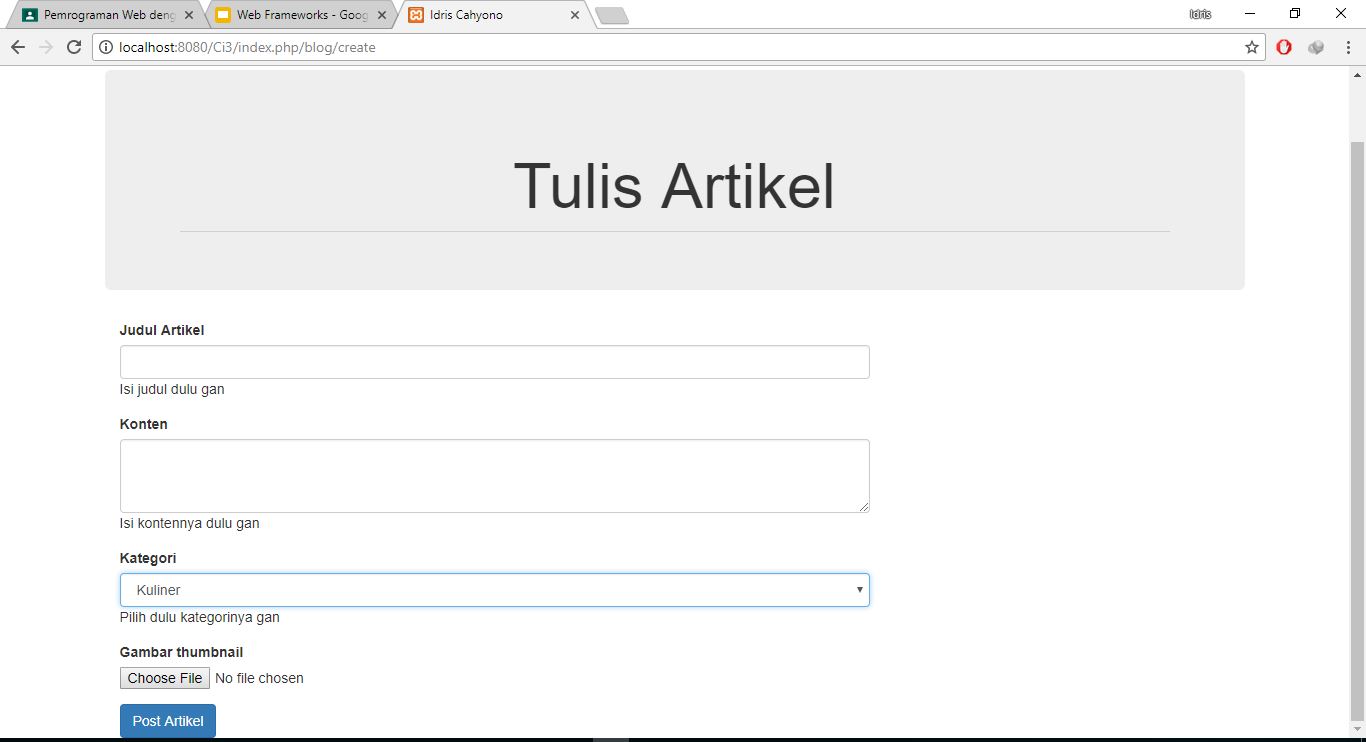 Pemrograman Web deng
Web Frameworks - Goog
Idris Cahyono
Idris
localhost:8080/Ci3/index.php/blog/create
Tulis Artikel
Judul Artikel
Isi judul dulu gan
Konten
Isi kontennya dulu gan
Kategori
Kuliner
Pilih dulu kategorinya gan
Gambar thumbnail
Choose File No file chosen
Post Artikel